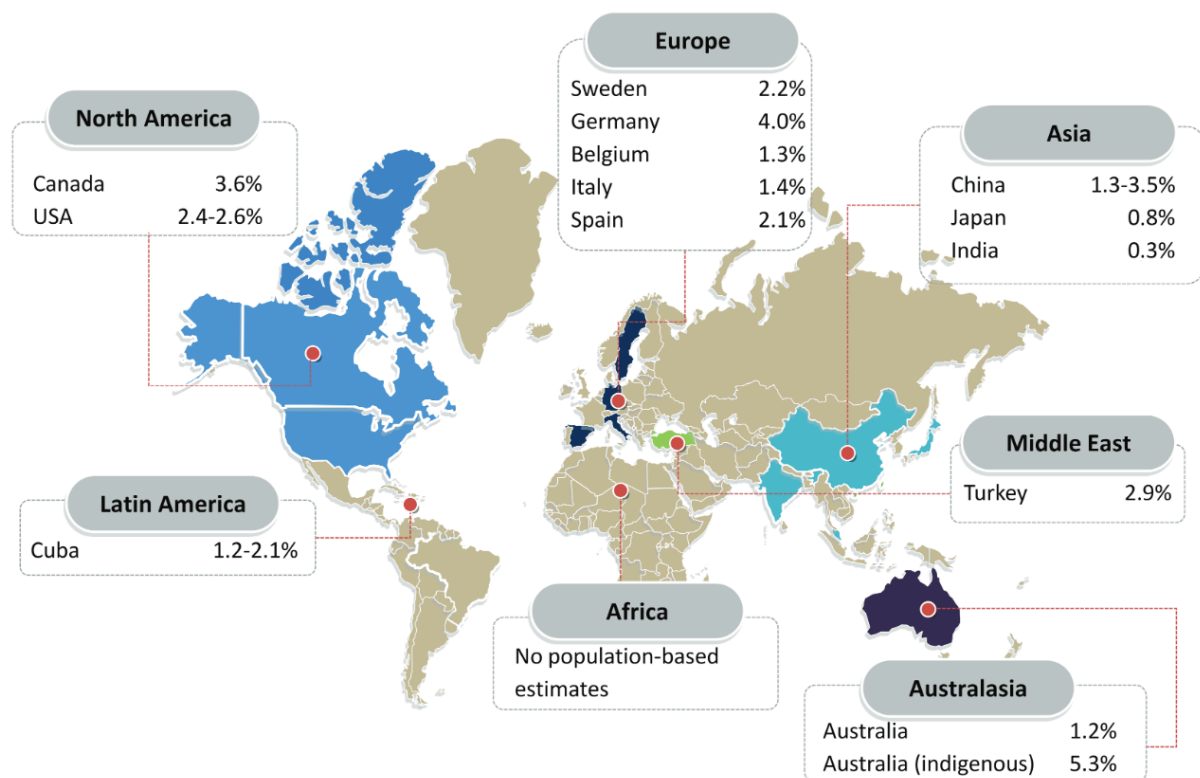 Europe
Sweden 2.2%
Germany 4.0%
Belgium 1.3%
Italy 1.4%
Spain 2.1%
North America
Canada 3.6%
USA 2.4-2.6%
Asia
China 1.3-3.5%
Japan 0.8%
India 0.3%
Middle East
Turkey 2.9%
Latin America
Cuba 1.2-2.1%
Africa
No population-based
estimates
Australasia
Australia 1.2%
Australia (indigenous) 5.3%